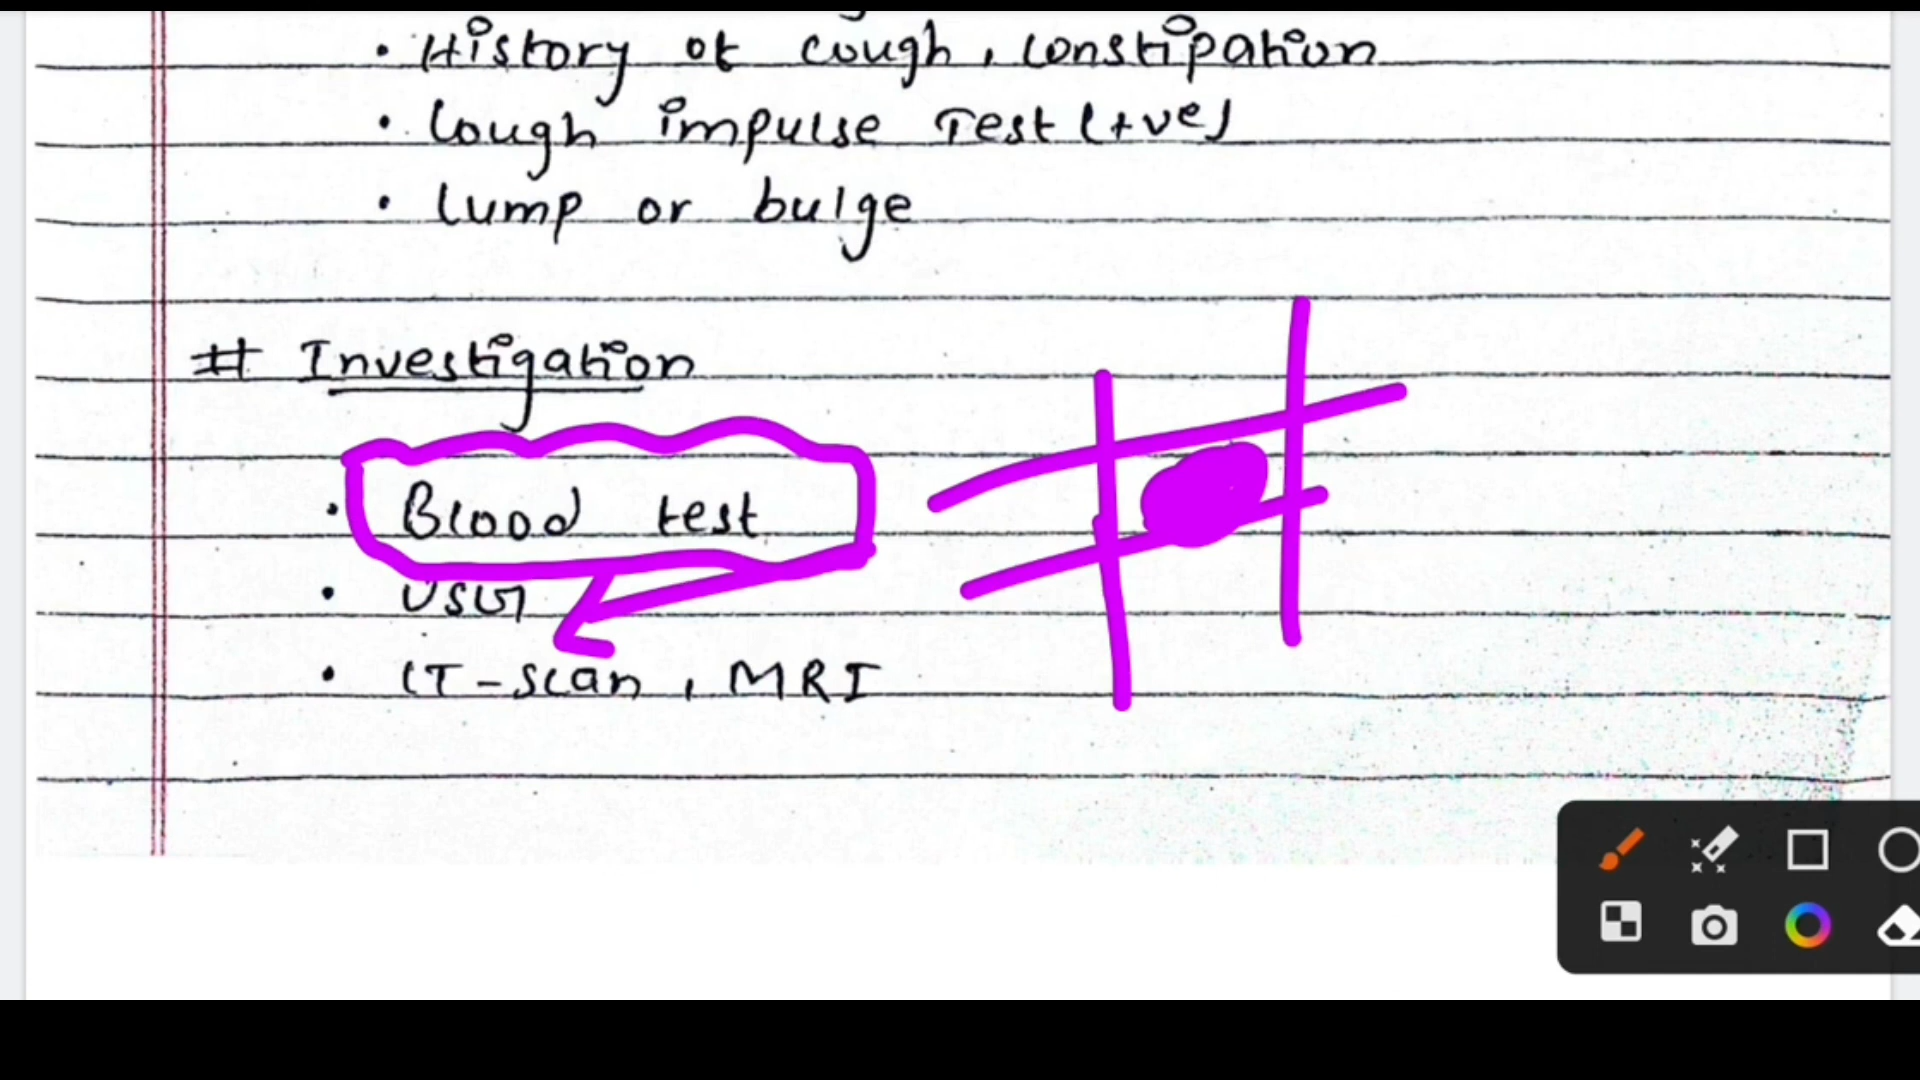 • History of cough, constipation
• Cough impulse Test (+ve)
• Lump or bulge
# Investigation
• Blood test
• USG
• CT-scan, MRI